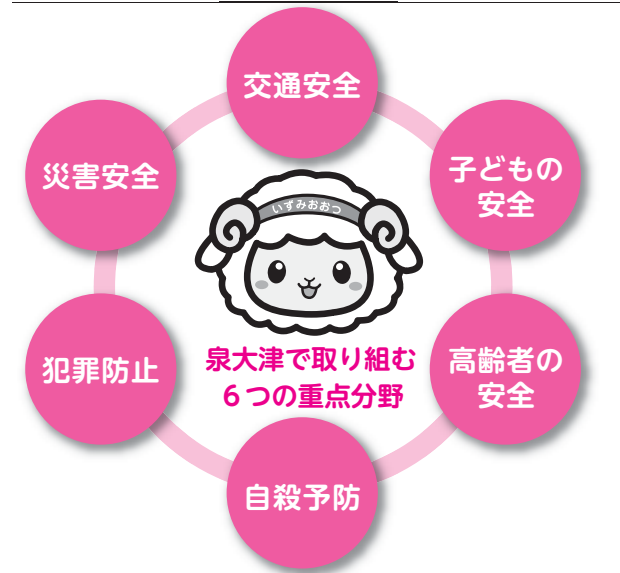 交通安全
子どもの
安全
高齢者の
安全
自殺予防
犯罪防止
災害安全
いずみおおつ
泉大津で取り組む
6つの重点分野